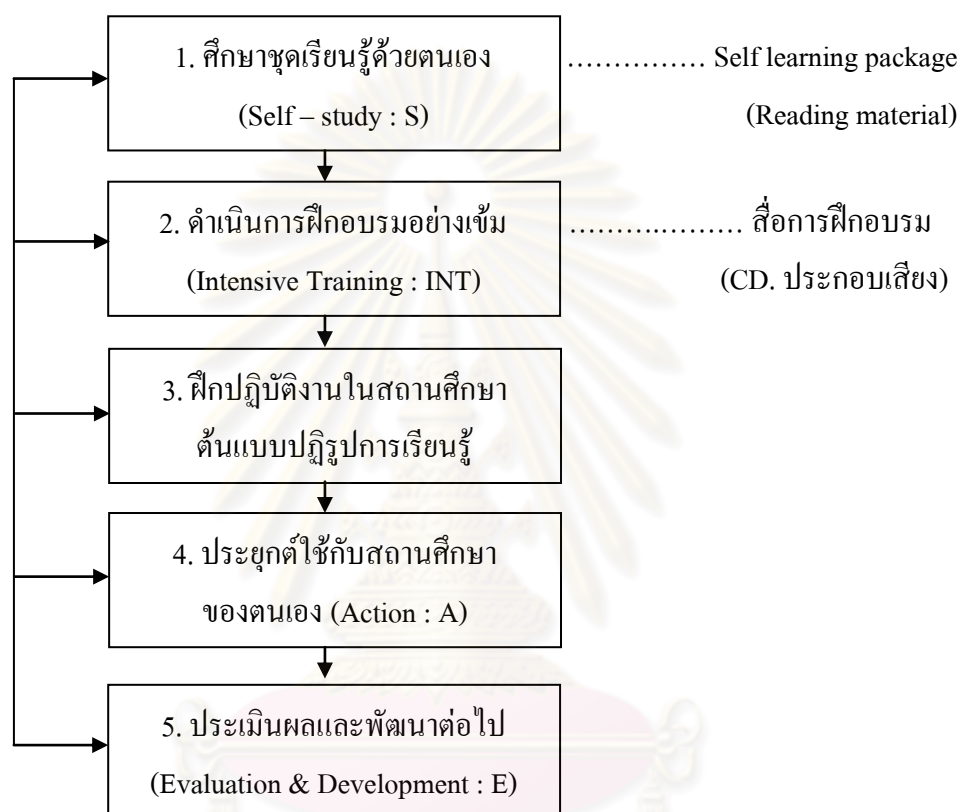 1. ศึกษาชุดเรียนรู้ด้วยตนเอง …………… Self learning package
(Self – study : S) (Reading material)
2. ดำเนินการฝึกอบรมอย่างเข้ม ………..……… สื่อการฝึกอบรม
(Intensive Training : INT) (CD. ประกอบเสียง)
3. ฝึกปฏิบัติงานในสถานศึกษา
ต้นแบบปฏิรูปการเรียนรู้
4. ประยุกต์ใช้กับสถานศึกษา
ของตนเอง (Action : A)
5. ประเมินผลและพัฒนาต่อไป
(Evaluation & Development : E)